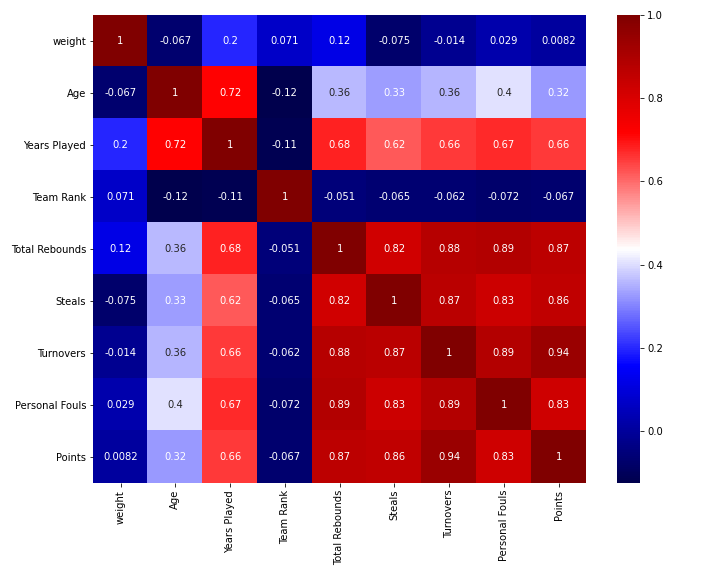 weight 1 -0.067 0.2 0.071 0.12 -0.075 -0.014 0.029 0.0082
Age -0.067 1 0.72 -0.12 0.36 0.33 0.36 0.4 0.32
Years Played 0.2 0.72 1 -0.11 0.68 0.62 0.66 0.67 0.66
Team Rank 0.071 -0.12 -0.11 1 -0.051 -0.065 -0.062 -0.072 -0.067
Total Rebounds 0.12 0.36 0.68 -0.051 1 0.82 0.88 0.89 0.87
Steals -0.075 0.33 0.62 -0.065 0.82 1 0.87 0.83 0.86
Turnovers -0.014 0.36 0.66 -0.062 0.88 0.87 1 0.89 0.94
Personal Fouls 0.029 0.4 0.67 -0.072 0.89 0.83 0.89 1 0.83
Points 0.0082 0.32 0.66 -0.067 0.87 0.86 0.94 0.83 1
weight
Age
Years Played
Team Rank
Total Rebounds
Steals
Turnovers
Personal Fouls
Points
1.0
0.8
0.6
0.4
0.2
0.0